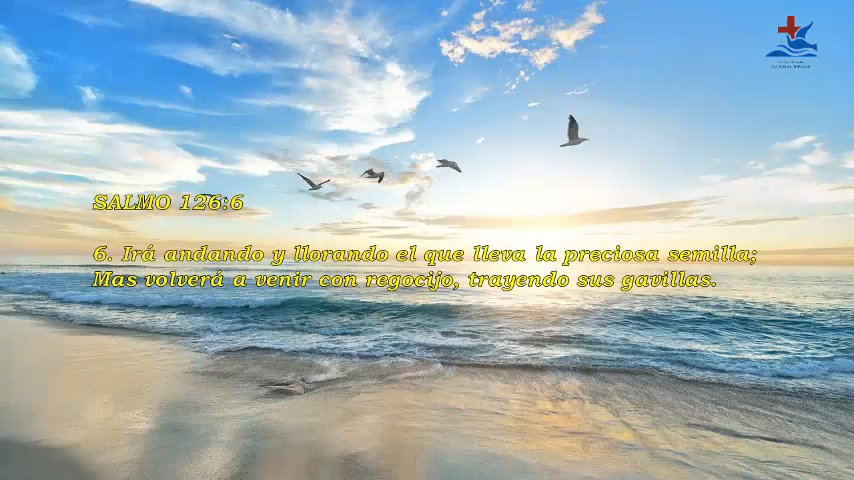 SALMO 126:6
6. Irá andando y llorando el que lleva la preciosa semilla;
Mas volverá a venir con regocijo, trayendo sus gavillas.